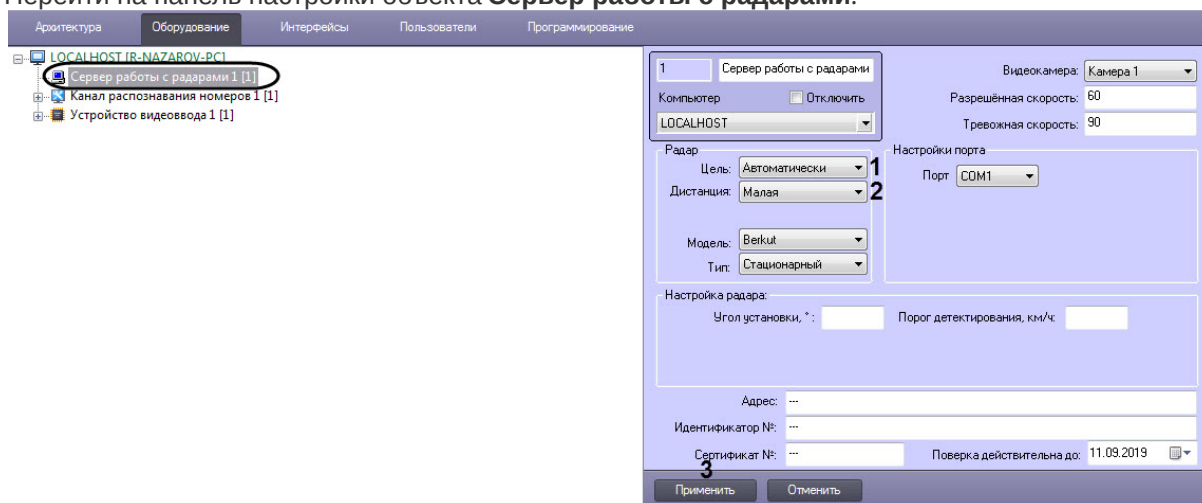 Перейти на панель настройки объекта Сервер работы с радарами.
Архитектура Оборудование Интерфейсы Пользователи Программирование
LOCALHOST [R-NAZAROV-PC]
Сервер работы с радарами 1 [1]
Канал распознавания номеров 1 [1]
Устройство видеоввода 1 [1]
1 Сервер работы с радарами
Компьютер Отключить
LOCALHOST
Видеокамера: Камера 1
Разрешённая скорость: 60
Тревожная скорость: 90
Радар
Цель: Автоматически 1
Дистанция: Малая 2
Модель: Berkut
Тип: Стационарный
Настройки порта
Порт COM1
Настройка радара:
Угол установки, ° : Порог детектирования, км/ч:
Адрес: ---
Идентификатор №: ---
Сертификат №: --- Поверка действительна до: 11.09.2019
3
Применить Отменить